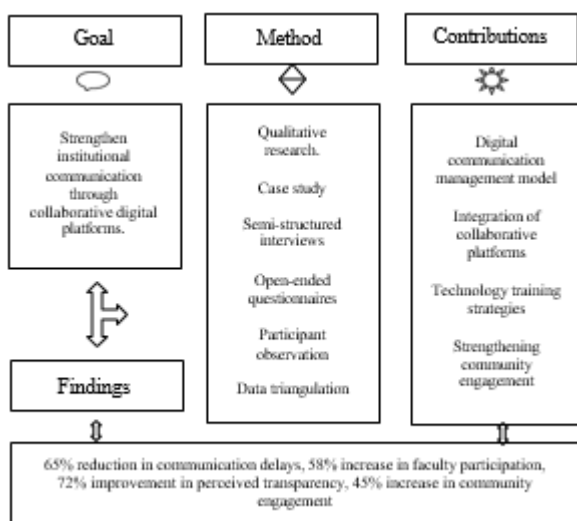 Goal
Strengthen
institutional
communication
through
collaborative digital
platforms.
Findings
Method
Qualitative
research.
Case study
Semi-structured
interviews
Open-ended
questionnaires
Participant
observation
Data triangulation
Contributions
Digital
communication
management model
Integration of
collaborative
platforms
Technology training
strategies
Strengthening
community
engagement
65% reduction in communication delays, 58% increase in faculty participation,
72% improvement in perceived transparency, 45% increase in community
engagement